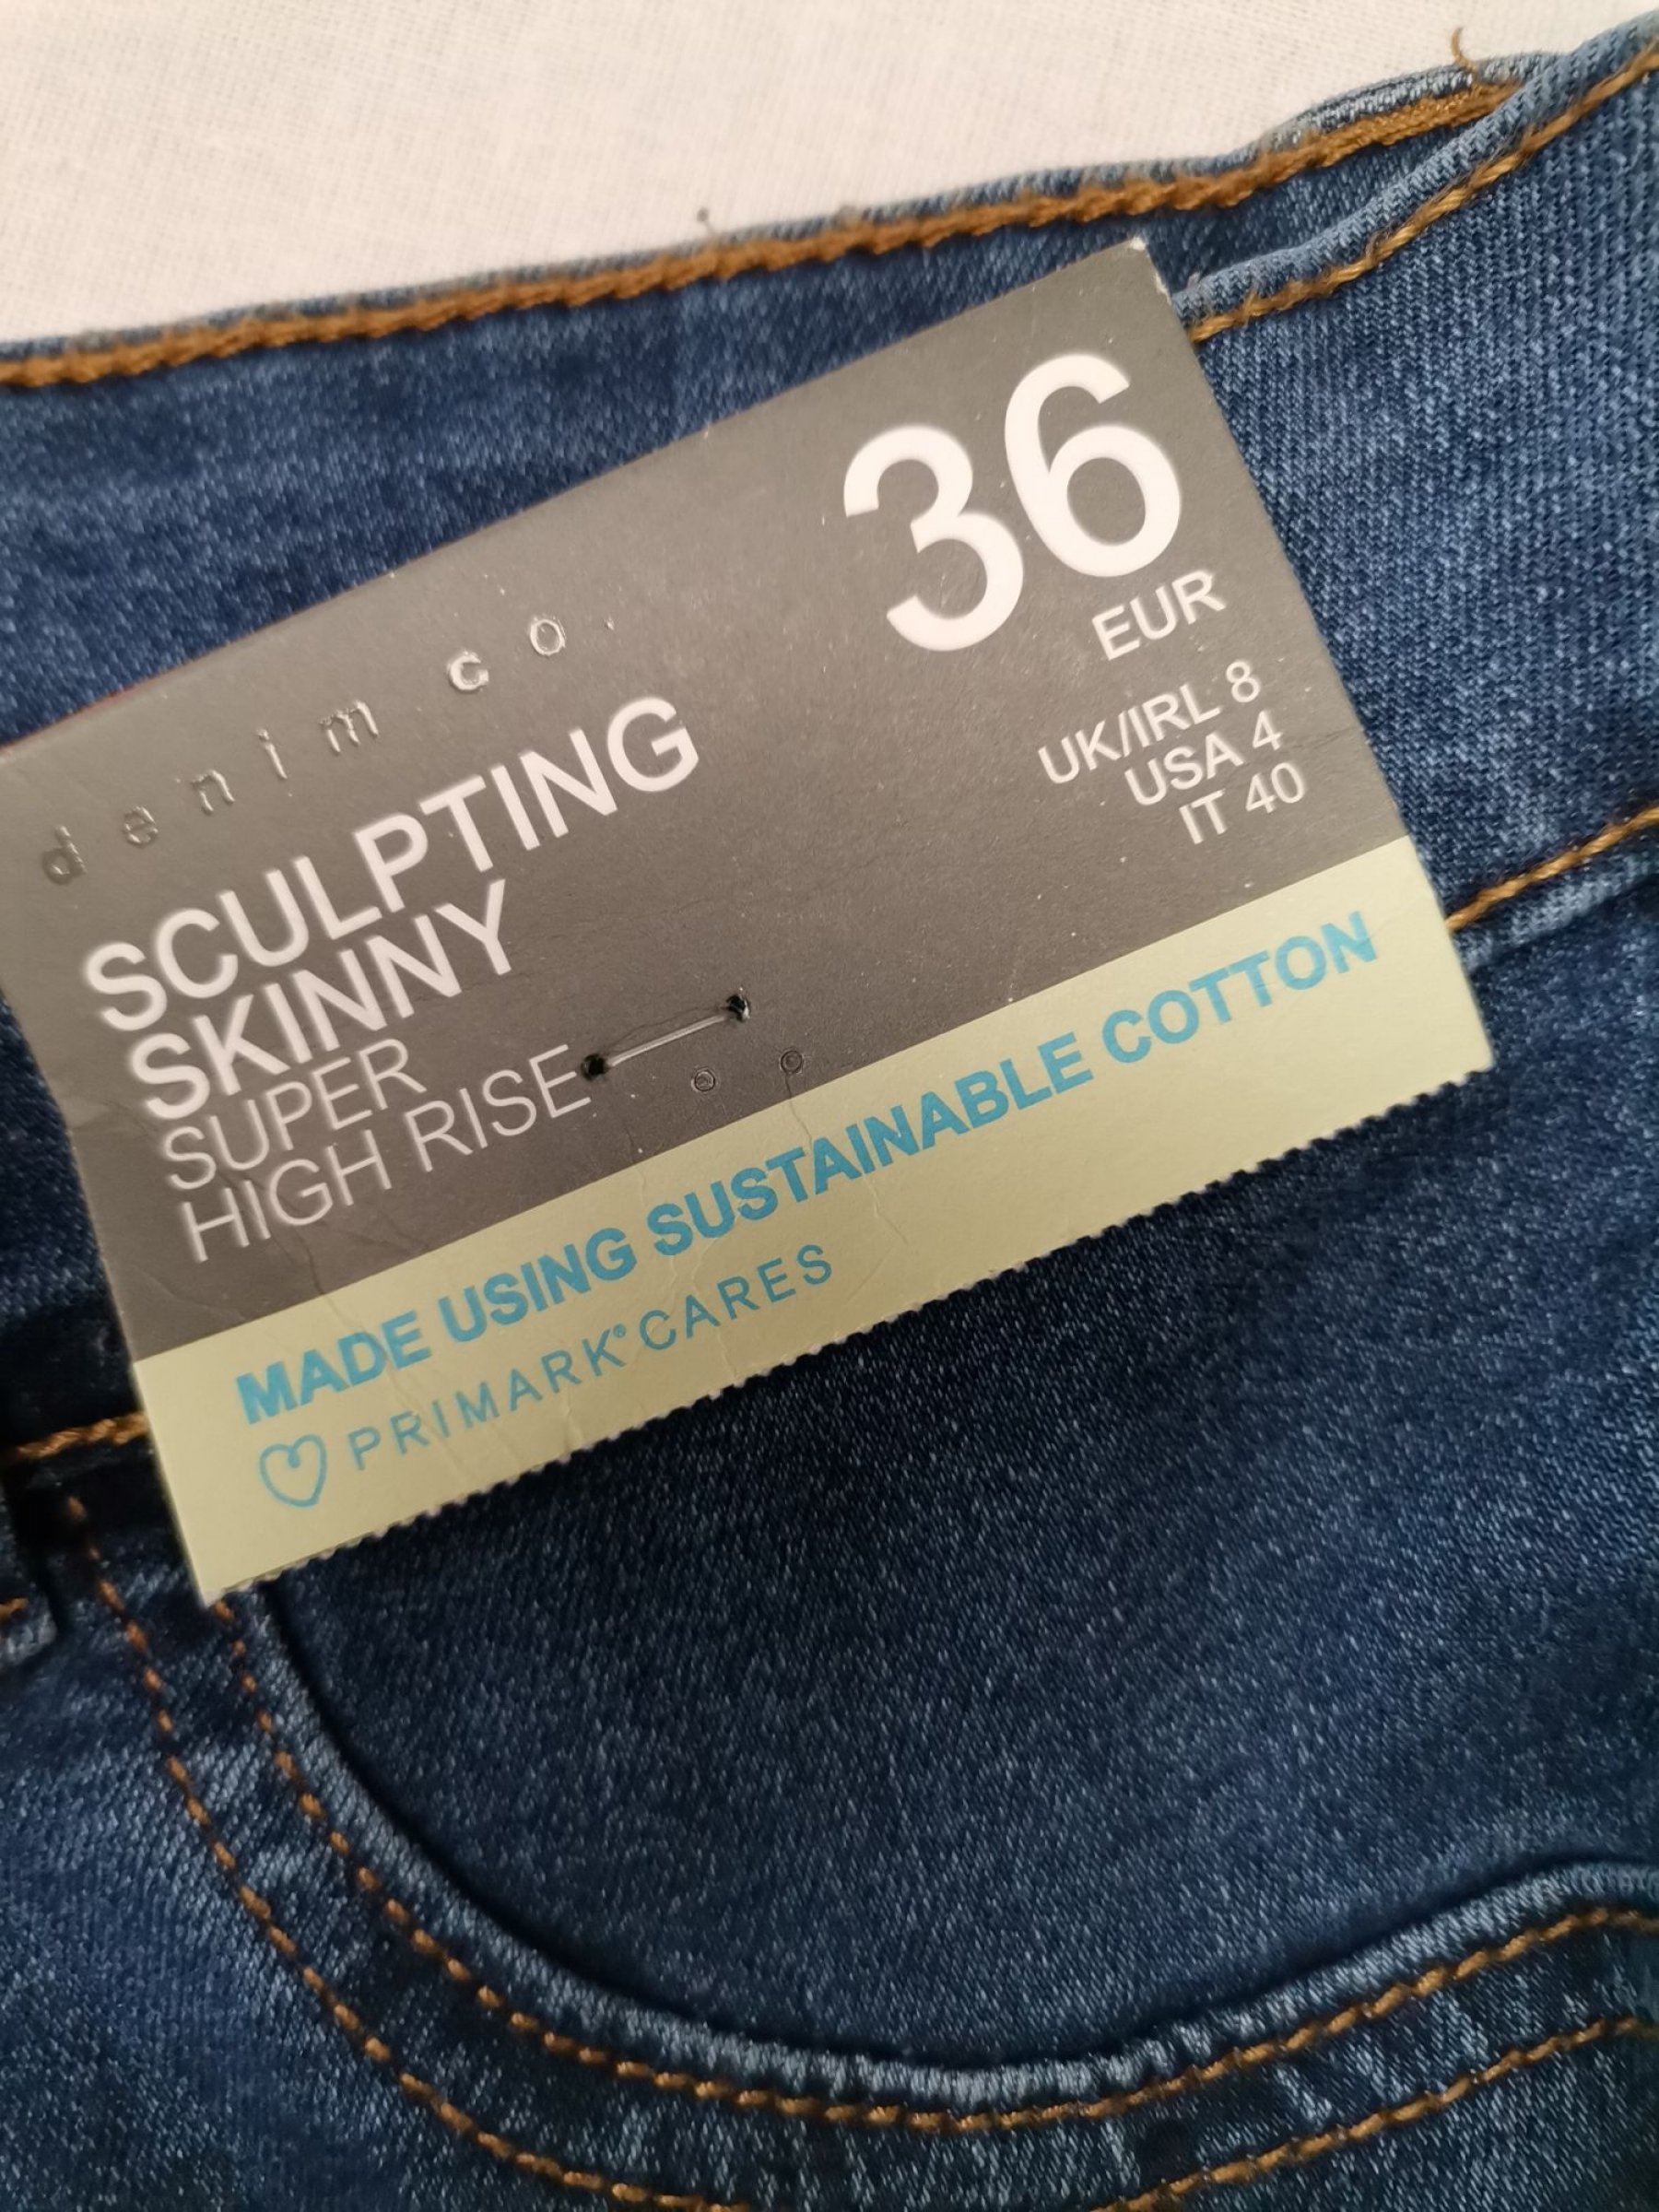 denim co.
SCULPTING
SKINNY
SUPER
HIGH RISE
36
EUR
UK/IRL 8
USA 4
IT 40
MADE USING SUSTAINABLE COTTON
PRIMARK® CARES